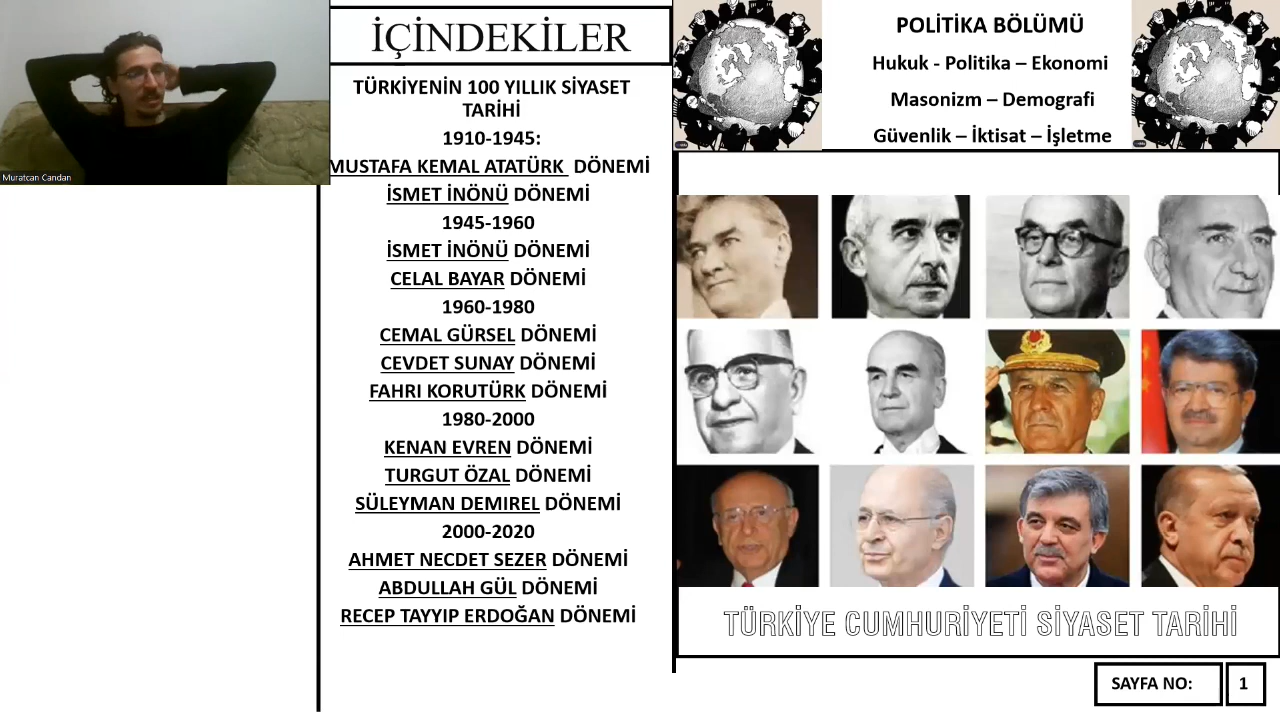 Muratcan Candan
İÇİNDEKİLER
TÜRKİYENİN 100 YILLIK SİYASET
TARİHİ
1910-1945:
MUSTAFA KEMAL ATATÜRK DÖNEMİ
İSMET İNÖNÜ DÖNEMİ
1945-1960
İSMET İNÖNÜ DÖNEMİ
CELAL BAYAR DÖNEMİ
1960-1980
CEMAL GÜRSEL DÖNEMİ
CEVDET SUNAY DÖNEMİ
FAHRI KORUTÜRK DÖNEMİ
1980-2000
KENAN EVREN DÖNEMİ
TURGUT ÖZAL DÖNEMİ
SÜLEYMAN DEMIREL DÖNEMİ
2000-2020
AHMET NECDET SEZER DÖNEMİ
ABDULLAH GÜL DÖNEMİ
RECEP TAYYIP ERDOĞAN DÖNEMİ
POLİTİKA BÖLÜMÜ
Hukuk - Politika – Ekonomi
Masonizm – Demografi
Güvenlik – İktisat – İşletme
TÜRKİYE CUMHURİYETİ SİYASET TARİHİ
SAYFA NO: 1